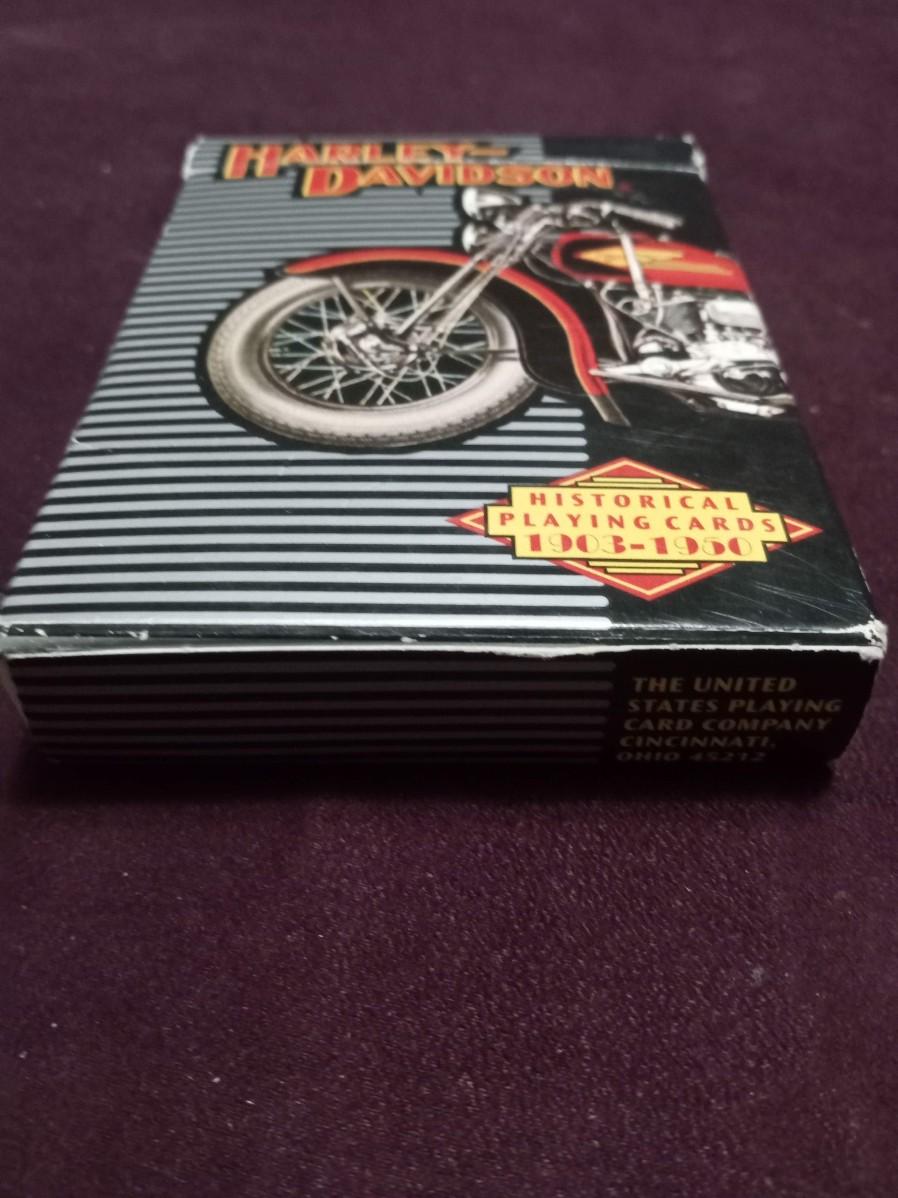 HARLEY-
DAVIDSON
HISTORICAL
PLAYING CARDS
1903-1950
THE UNITED
STATES PLAYING
CARD COMPANY
CINCINNATI,
OHIO 45212